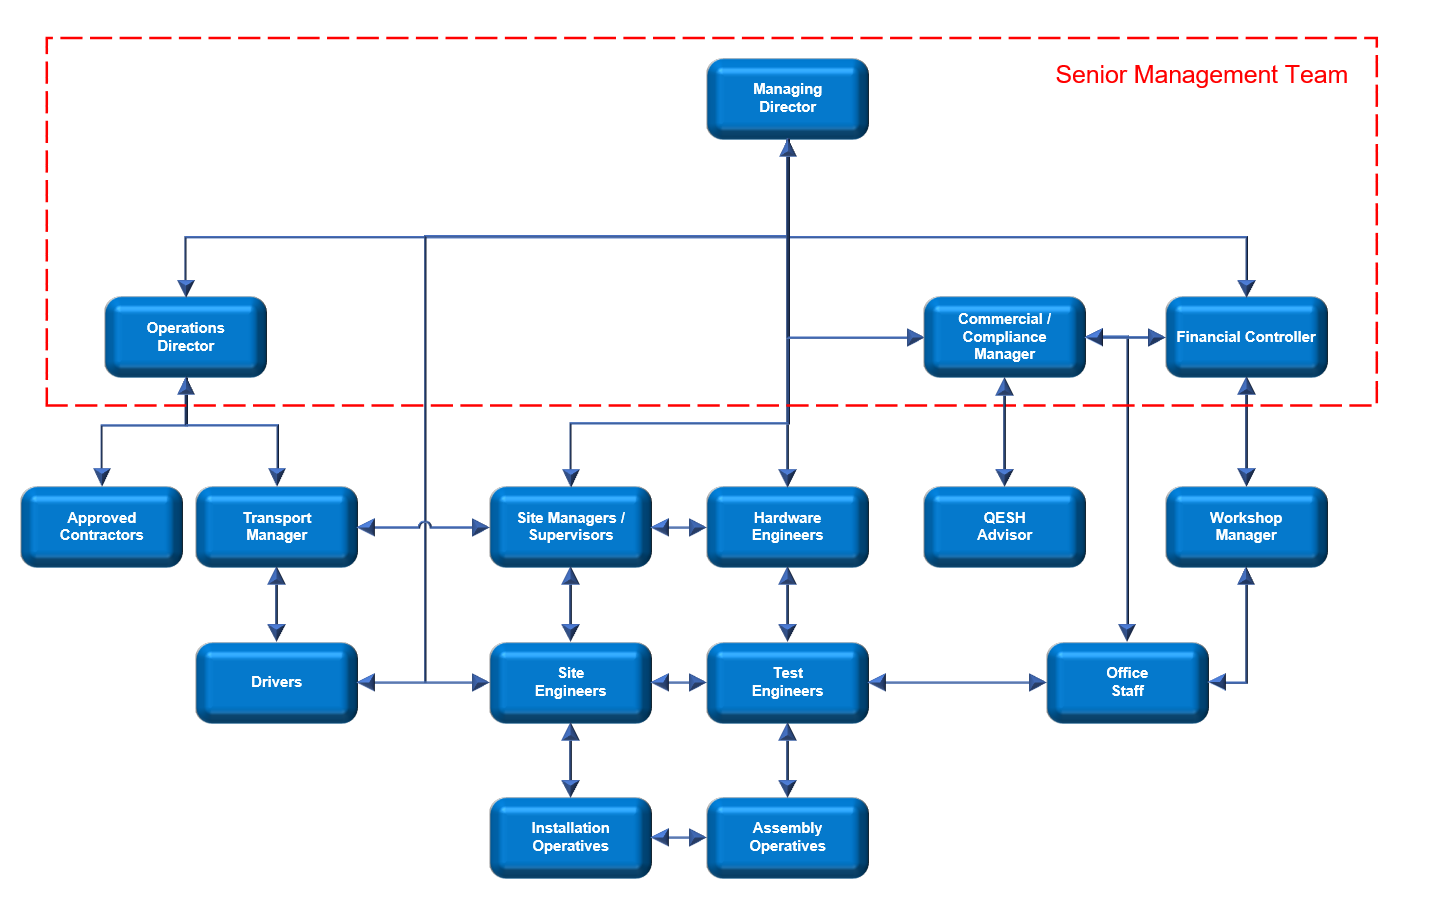 Senior Management Team
Managing
Director
Operations
Director
Commercial /
Compliance
Manager
Financial Controller
Approved
Contractors
Transport
Manager
Site Managers /
Supervisors
Hardware
Engineers
QESH
Advisor
Workshop
Manager
Drivers
Site
Engineers
Test
Engineers
Office
Staff
Installation
Operatives
Assembly
Operatives